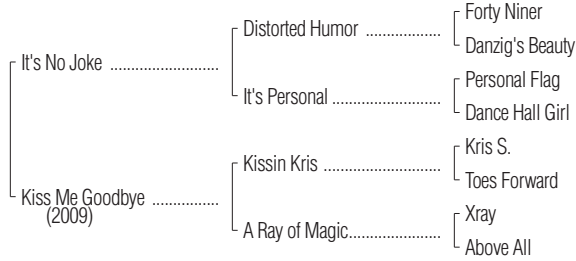 Forty Niner
Distorted Humor ..................
Danzig's Beauty
It's No Joke ..........................
Personal Flag
It's Personal ..........................
Dance Hall Girl
Kris S.
Kissin Kris ............................
Toes Forward
Kiss Me Goodbye ................
(2009)
Xray
A Ray of Magic......................
Above All